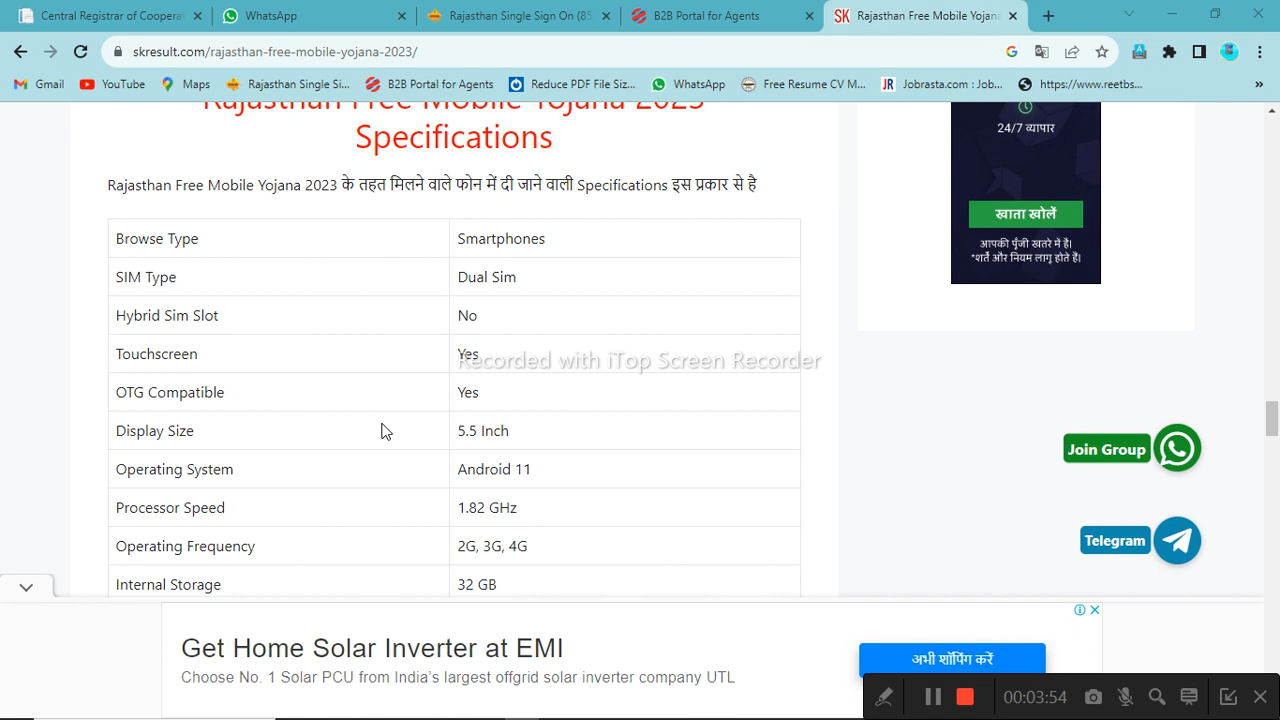 Central Registrar of Cooperat
WhatsApp
Rajasthan Single Sign On (85
B2B Portal for Agents
Rajasthan Free Mobile Yojana
skresult.com/rajasthan-free-mobile-yojana-2023/
Gmail
YouTube
Maps
Rajasthan Single Si...
B2B Portal for Agents
Reduce PDF File Siz...
WhatsApp
Free Resume CV M...
Jobrasta.com : Job...
https://www.reetbs...
Rajasthan Free Mobile Yojana 2023
Specifications
Rajasthan Free Mobile Yojana 2023 के तहत मिलने वाले फोन में दी जाने वाली Specifications इस प्रकार से है
Browse Type Smartphones
SIM Type Dual Sim
Hybrid Sim Slot No
Touchscreen Yes
Recorded with iTop Screen Recorder
OTG Compatible Yes
Display Size 5.5 Inch
Operating System Android 11
Processor Speed 1.82 GHz
Operating Frequency 2G, 3G, 4G
Internal Storage 32 GB
24/7 व्यापार
खाता खोलें
आपकी पूँजी खतरे में है।
*शर्तें और नियम लागू होते हैं।
Join Group
Telegram
Get Home Solar Inverter at EMI
Choose No. 1 Solar PCU from India's largest offgrid solar inverter company UTL
अभी शॉपिंग करें
00:03:54